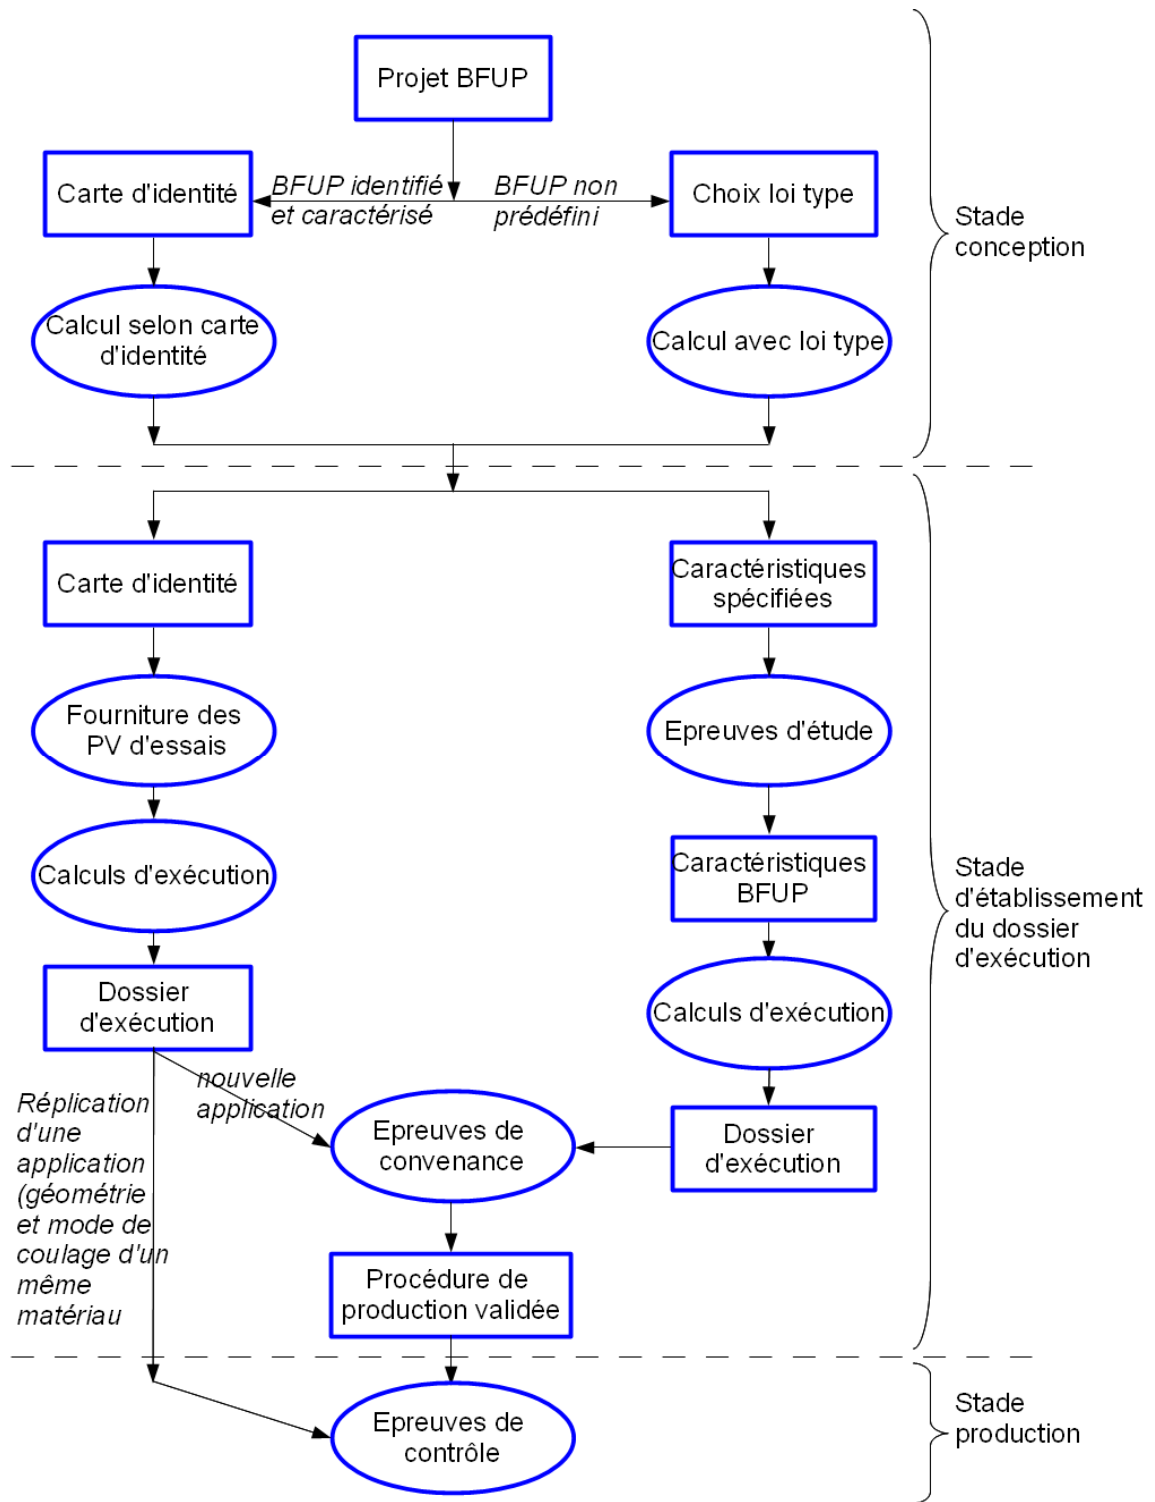 Projet BFUP
Carte d'identité
BFUP identifié
et caractérisé
BFUP non
prédéfini
Choix loi type
Stade
conception
Calcul selon carte
d'identité
Calcul avec loi type
Carte d'identité
Caractéristiques
spécifiées
Fourniture des
PV d'essais
Epreuves d'étude
Calculs d'exécution
Caractéristiques
BFUP
Stade
d'établissement
du dossier
d'exécution
Dossier
d'exécution
Calculs d'exécution
nouvelle
application
Réplication
d'une
application
(géométrie
et mode de
coulage d'un
même
matériau
Epreuves de
convenance
Dossier
d'exécution
Procédure de
production validée
Epreuves de
contrôle
Stade
production